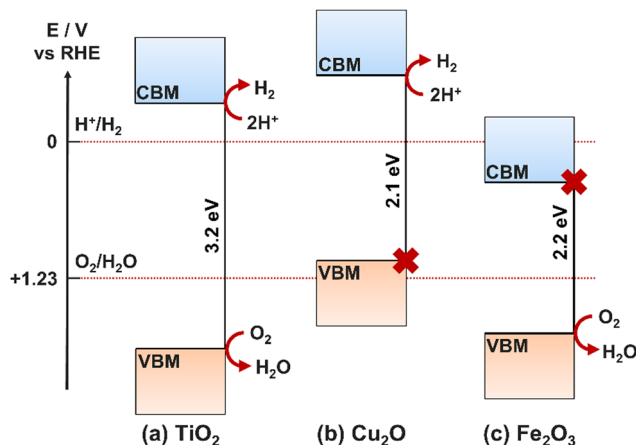 E / V
vs RHE
H⁺/H₂
0
O₂/H₂O
+1.23
CBM
H₂
2H⁺
3.2 eV
VBM
O₂
H₂O
(a) TiO₂
CBM
H₂
2H⁺
2.1 eV
VBM
(b) Cu₂O
CBM
2.2 eV
VBM
O₂
H₂O
(c) Fe₂O₃